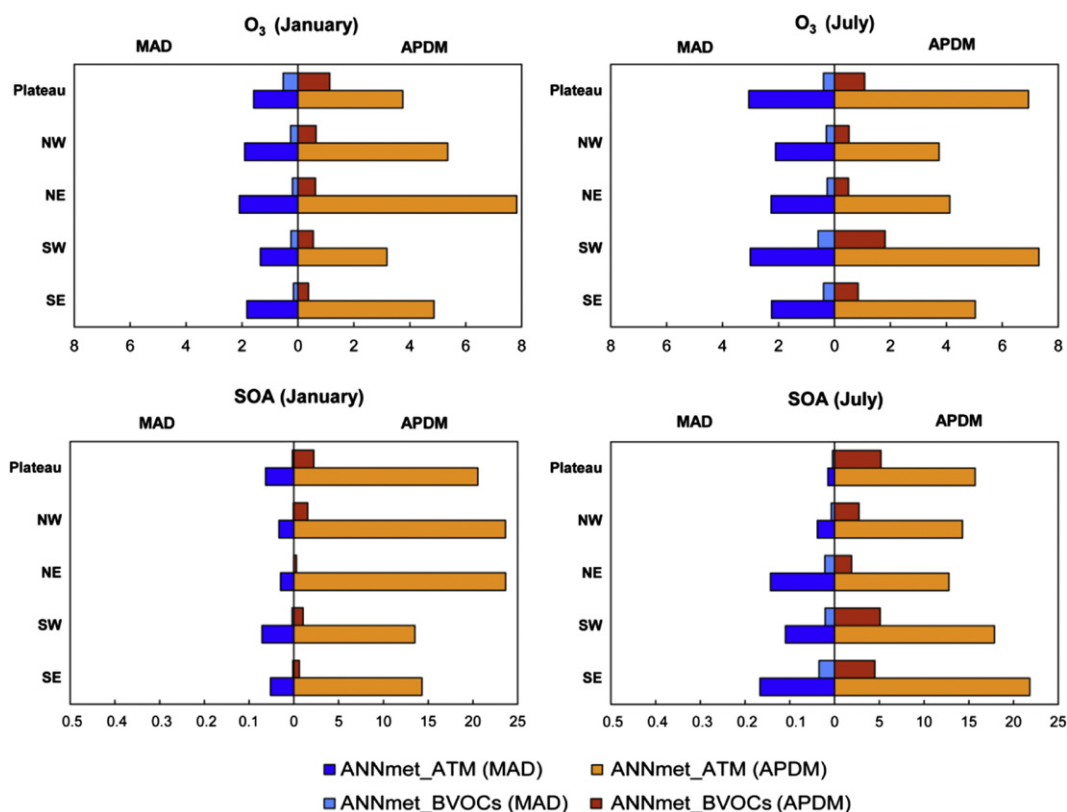 O3 (January)
MAD APDM
Plateau
NW
NE
SW
SE
8 6 4 2 0 2 4 6 8
O3 (July)
MAD APDM
Plateau
NW
NE
SW
SE
8 6 4 2 0 2 4 6 8
SOA (January)
MAD APDM
Plateau
NW
NE
SW
SE
0.5 0.4 0.2 0.1 0 5 10 15 20 25
SOA (July)
MAD APDM
Plateau
NW
NE
SW
SE
0.5 0.4 0.3 0.2 0.1 0 5 10 15 20 25
ANNmet_ATM (MAD) ANNmet_ATM (APDM)
ANNmet_BVOCs (MAD) ANNmet_BVOCs (APDM)